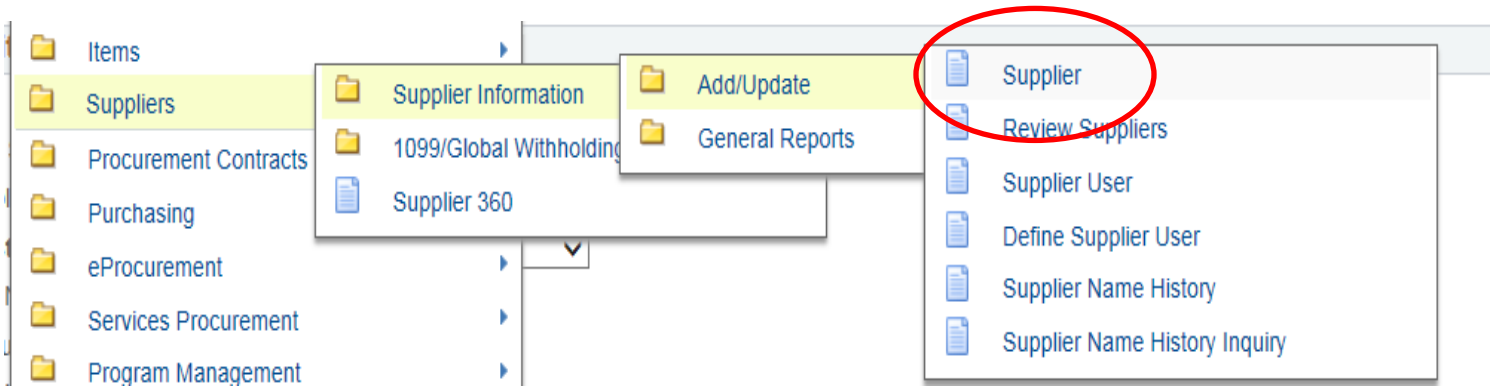 Items
Suppliers
Procurement Contracts
Purchasing
eProcurement
Services Procurement
Program Management
Supplier Information
1099/Global Withholding
Supplier 360
Add/Update
General Reports
Supplier
Review Suppliers
Supplier User
Define Supplier User
Supplier Name History
Supplier Name History Inquiry